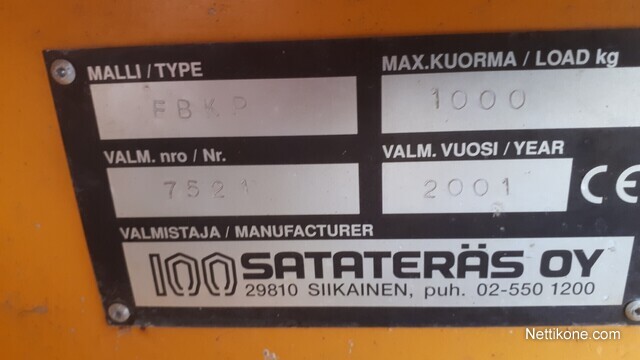 MALLI / TYPE
MAX.KUORMA / LOAD kg
FBKP
1000
VALM. nro / Nr.
VALM. VUOSI / YEAR
7521
2001
CE
VALMISTAJA / MANUFACTURER
100 SATATERÄS OY
29810 SIIKAINEN, puh. 02-550 1200
Nettikone.com